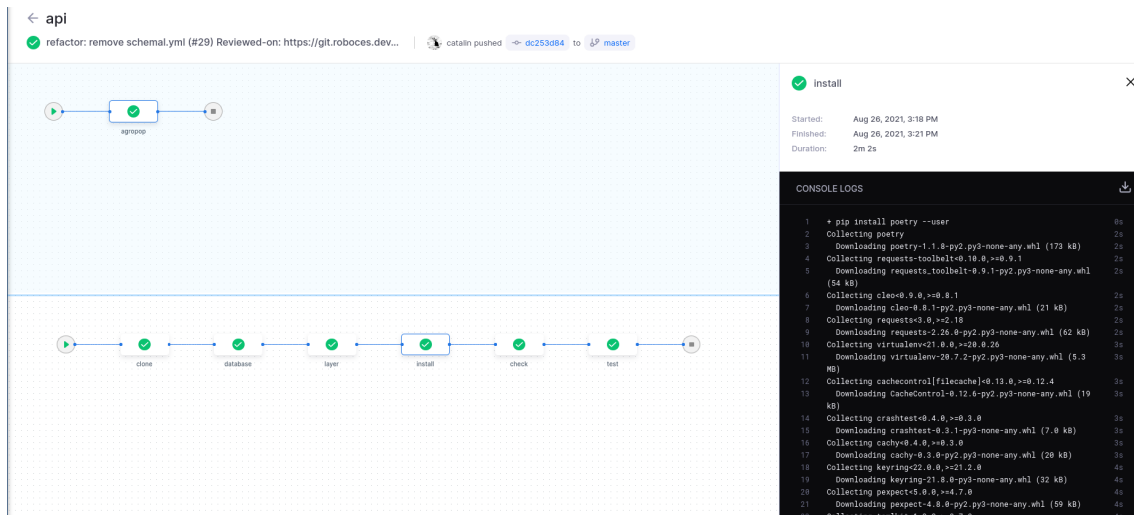 api
refactor: remove schemal.yml (#29) Reviewed-on: https://git.roboces.dev...
catalin pushed dc253d84 to master
agropop
clone database layer install check test
install
Started: Aug 26, 2021, 3:18 PM
Finished: Aug 26, 2021, 3:21 PM
Duration: 2m 2s
CONSOLE LOGS
1 + pip install poetry --user 0s
2 Collecting poetry 2s
3 Downloading poetry-1.1.8-py2.py3-none-any.whl (173 kB) 2s
4 Collecting requests-toolbelt<0.10.0,>=0.9.1 2s
5 Downloading requests_toolbelt-0.9.1-py2.py3-none-any.whl 2s
(54 kB)
6 Collecting cleo<0.9.0,>=0.8.1 2s
7 Downloading cleo-0.8.1-py2.py3-none-any.whl (21 kB) 2s
8 Collecting requests<3.0,>=2.18 2s
9 Downloading requests-2.26.0-py2.py3-none-any.whl (62 kB) 2s
10 Collecting virtualenv<21.0.0,>=20.0.26 3s
11 Downloading virtualenv-20.7.2-py2.py3-none-any.whl (5.3 3s
MB)
12 Collecting cachecontrol[filecache]<0.13.0,>=0.12.4 3s
13 Downloading CacheControl-0.12.6-py2.py3-none-any.whl (19 3s
kB)
14 Collecting crashtest<0.4.0,>=0.3.0 3s
15 Downloading crashtest-0.3.1-py3-none-any.whl (7.0 kB) 3s
16 Collecting cachy<0.4.0,>=0.3.0 3s
17 Downloading cachy-0.3.0-py2.py3-none-any.whl (20 kB) 3s
18 Collecting keyring<22.0.0,>=21.2.0 4s
19 Downloading keyring-21.8.0-py3-none-any.whl (32 kB) 4s
20 Collecting pexpect<5.0.0,>=4.7.0 4s
21 Downloading pexpect-4.8.0-py2.py3-none-any.whl (59 kB) 4s